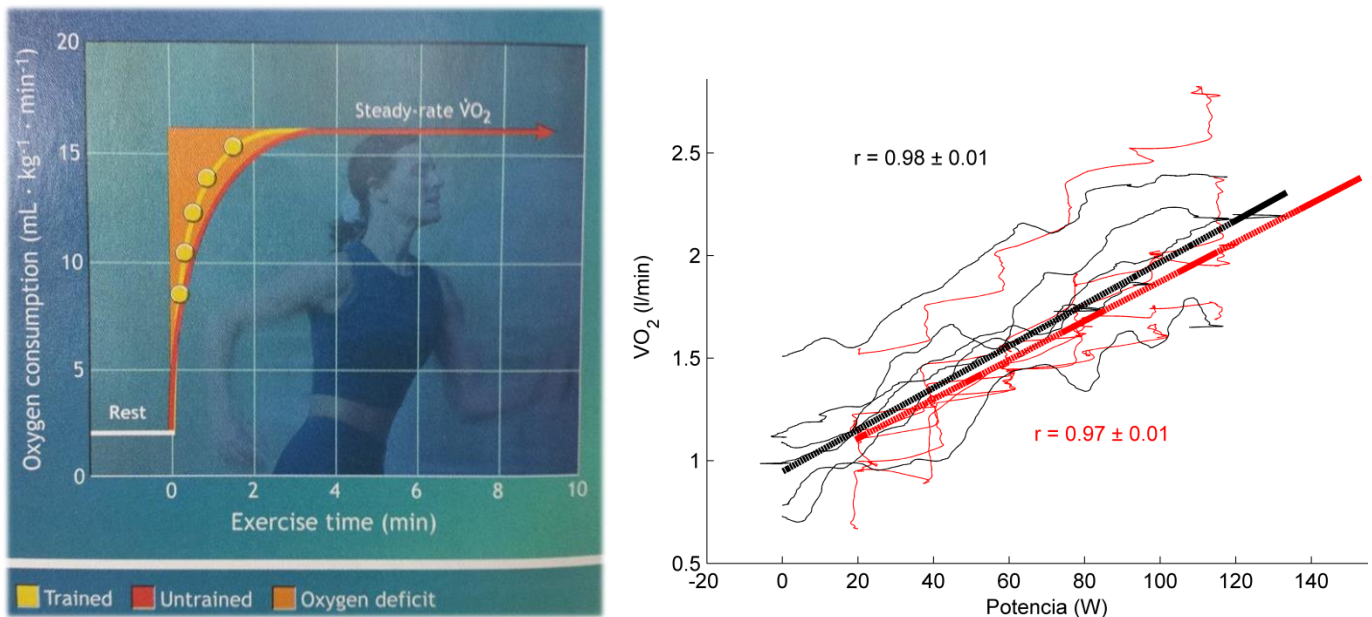 20
15
10
5
0
Oxygen consumption (mL · kg⁻¹ · min⁻¹)
Steady-rate V̇O₂
Rest
0 2 4 6 8 10
Exercise time (min)
Trained Untrained Oxygen deficit
2.5
2
1.5
1
0.5
VO₂ (l/min)
r = 0.98 ± 0.01
r = 0.97 ± 0.01
-20 0 20 40 60 80 100 120 140
Potencia (W)